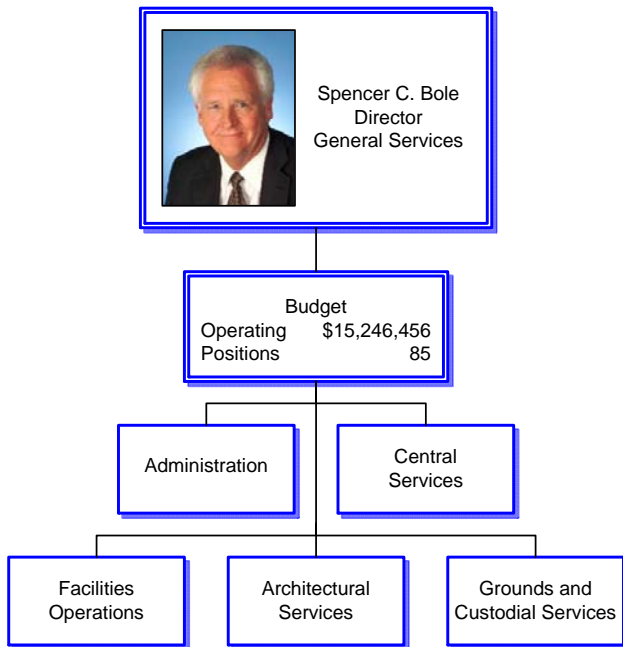 Spencer C. Bole
Director
General Services
Budget
Operating $15,246,456
Positions 85
Administration
Central
Services
Facilities
Operations
Architectural
Services
Grounds and
Custodial Services